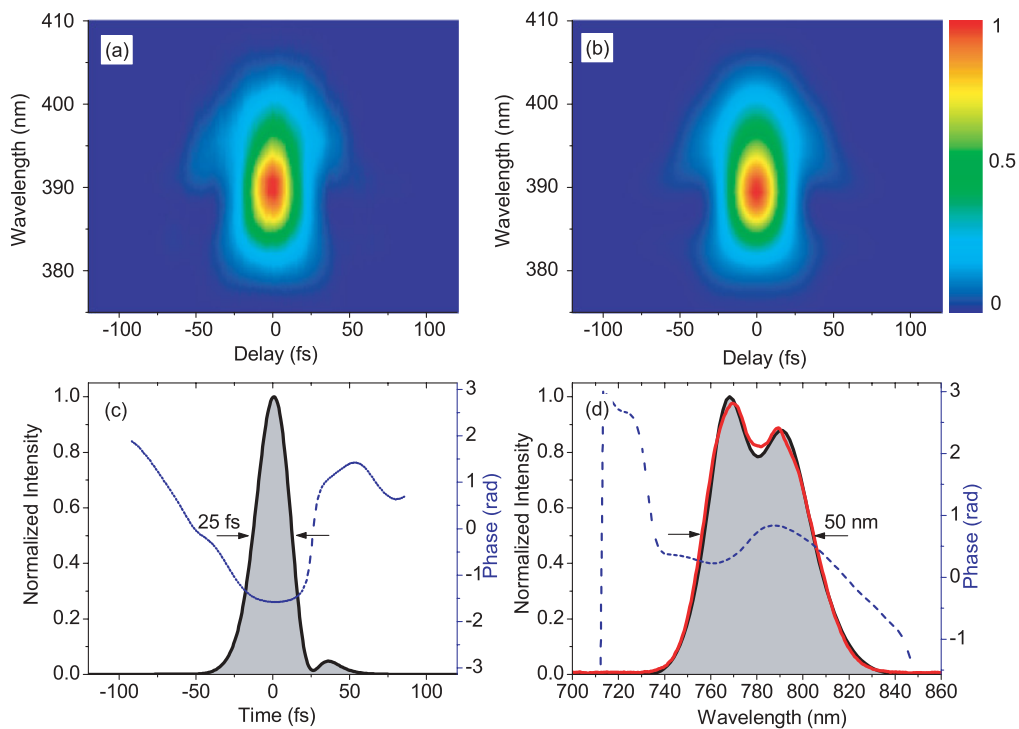 (a)
410
400
390
380
Wavelength (nm)
-100 -50 0 50 100
Delay (fs)
(b)
410
400
390
380
Wavelength (nm)
-100 -50 0 50 100
Delay (fs)
1
0.5
0
(c)
1.0
0.8
0.6
0.4
0.2
0.0
Normalized Intensity
25 fs
3
2
1
0
-1
-2
-3
Phase (rad)
-100 -50 0 50 100
Time (fs)
(d)
1.0
0.8
0.6
0.4
0.2
0.0
Normalized Intensity
50 nm
3
2
1
0
-1
Phase (rad)
700 720 740 760 780 800 820 840 860
Wavelength (nm)